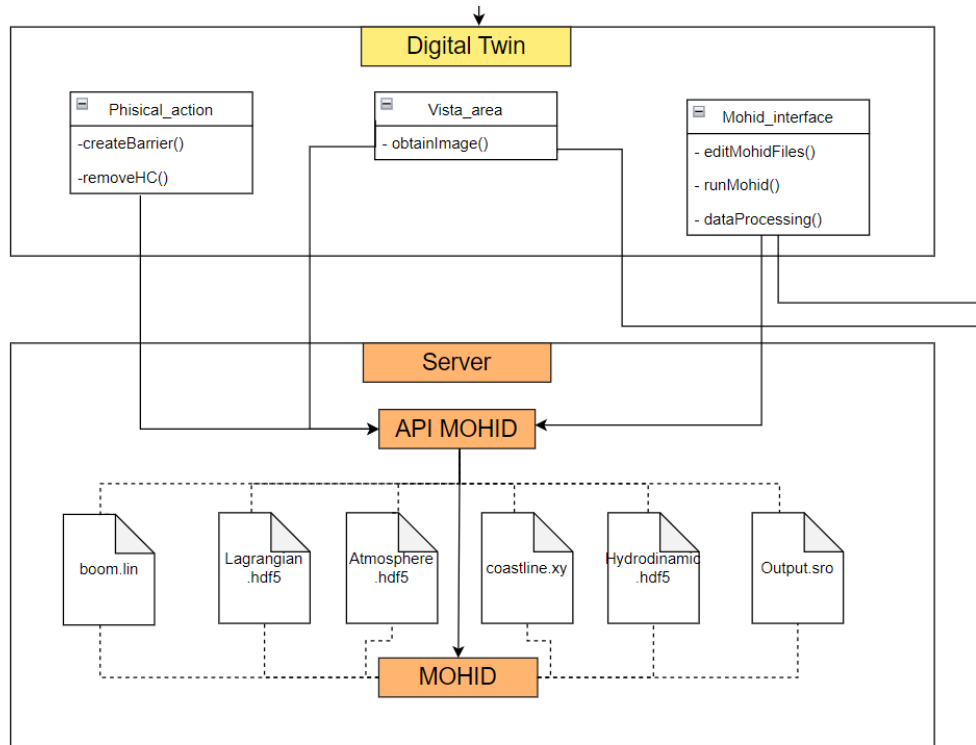 Digital Twin
Phisical_action
-createBarrier()
-removeHC()
Vista_area
- obtainImage()
Mohid_interface
- editMohidFiles()
- runMohid()
- dataProcessing()
Server
API MOHID
boom.lin
Lagrangian
.hdf5
Atmosphere
.hdf5
coastline.xy
Hydrodinamic
.hdf5
Output.sro
MOHID